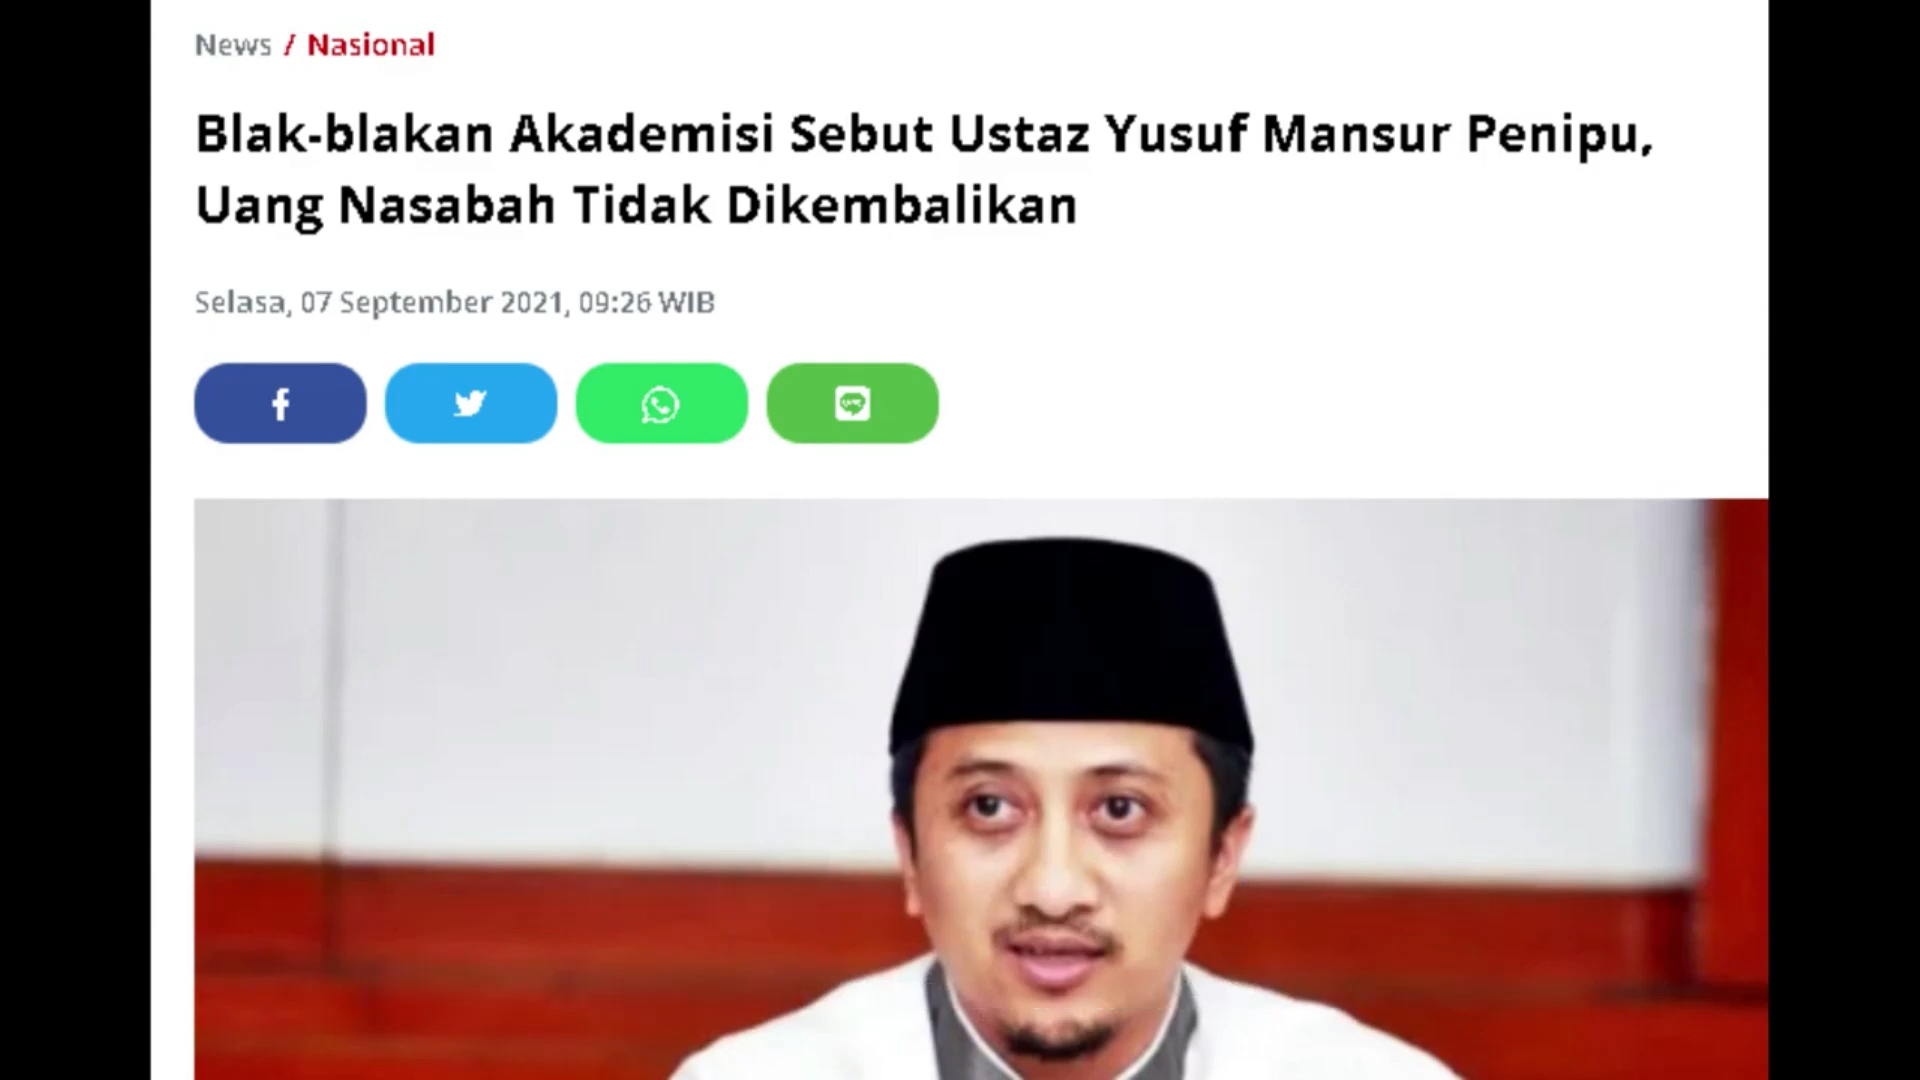 News / Nasional
Blak-blakan Akademisi Sebut Ustaz Yusuf Mansur Penipu,
Uang Nasabah Tidak Dikembalikan
Selasa, 07 September 2021, 09:26 WIB